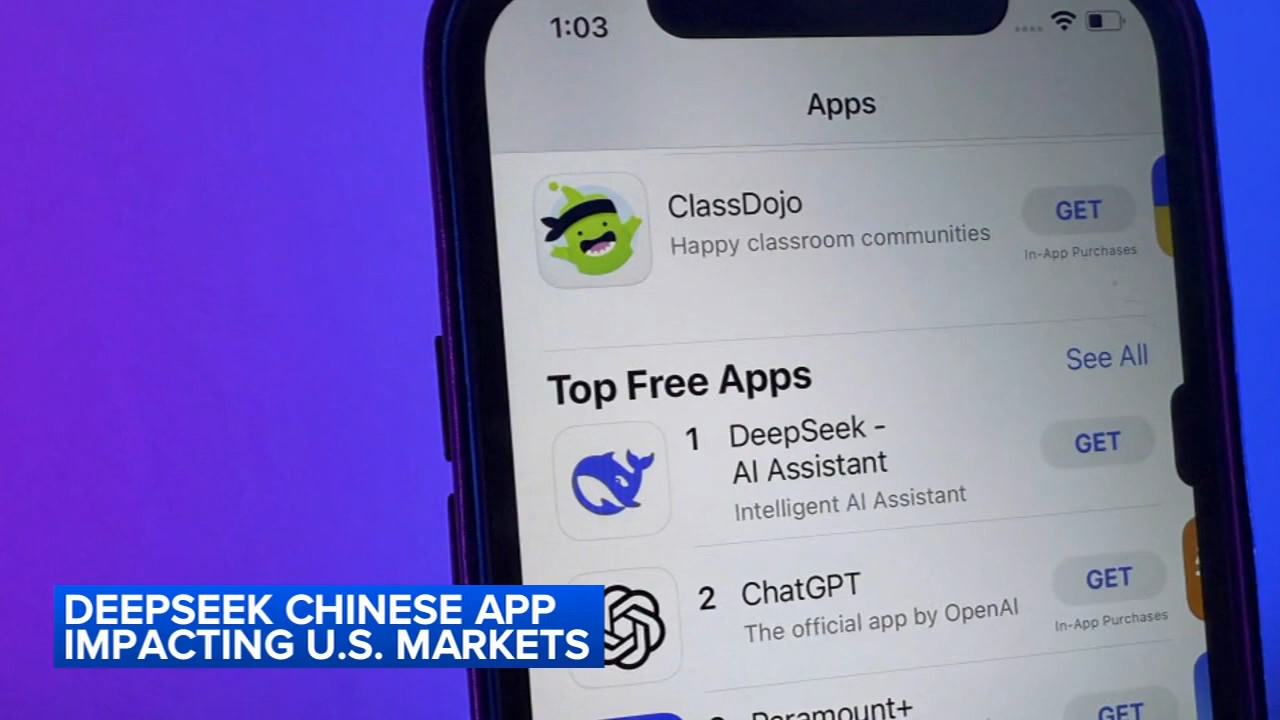 1:03
Apps
ClassDojo
Happy classroom communities
GET
In-App Purchases
Top Free Apps
See All
1
DeepSeek -
AI Assistant
Intelligent AI Assistant
GET
2
ChatGPT
The official app by OpenAI
GET
In-App Purchases
Paramount+
GET
DEEPSEEK CHINESE APP
IMPACTING U.S. MARKETS